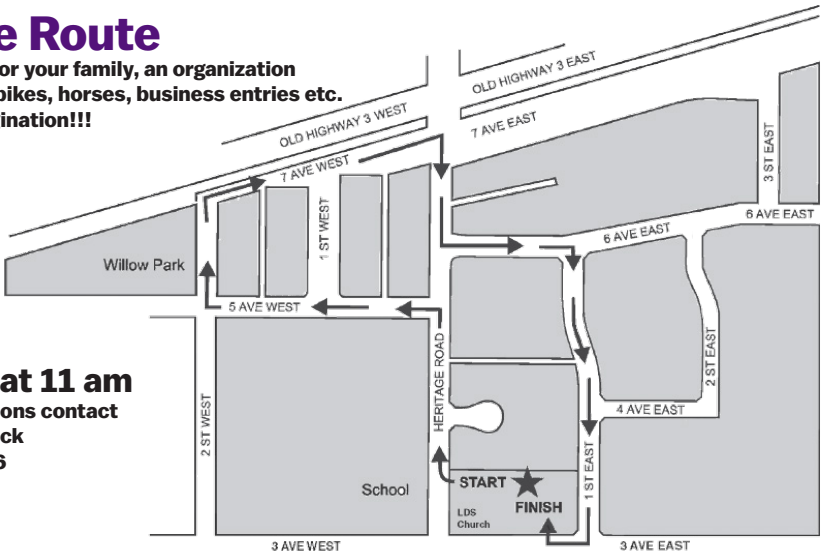 e Route
or your family, an organization
bikes, horses, business entries etc.
ination!!!
OLD HIGHWAY 3 EAST
OLD HIGHWAY 3 WEST
7 AVE EAST
7 AVE WEST
3 ST EAST
1 ST WEST
6 AVE EAST
6 AVE EAST
Willow Park
5 AVE WEST
HERITAGE ROAD
2 ST EAST
at 11 am
ons contact
ck
6
2 ST WEST
4 AVE EAST
1 ST EAST
School
START
FINISH
LDS
Church
3 AVE WEST
3 AVE EAST